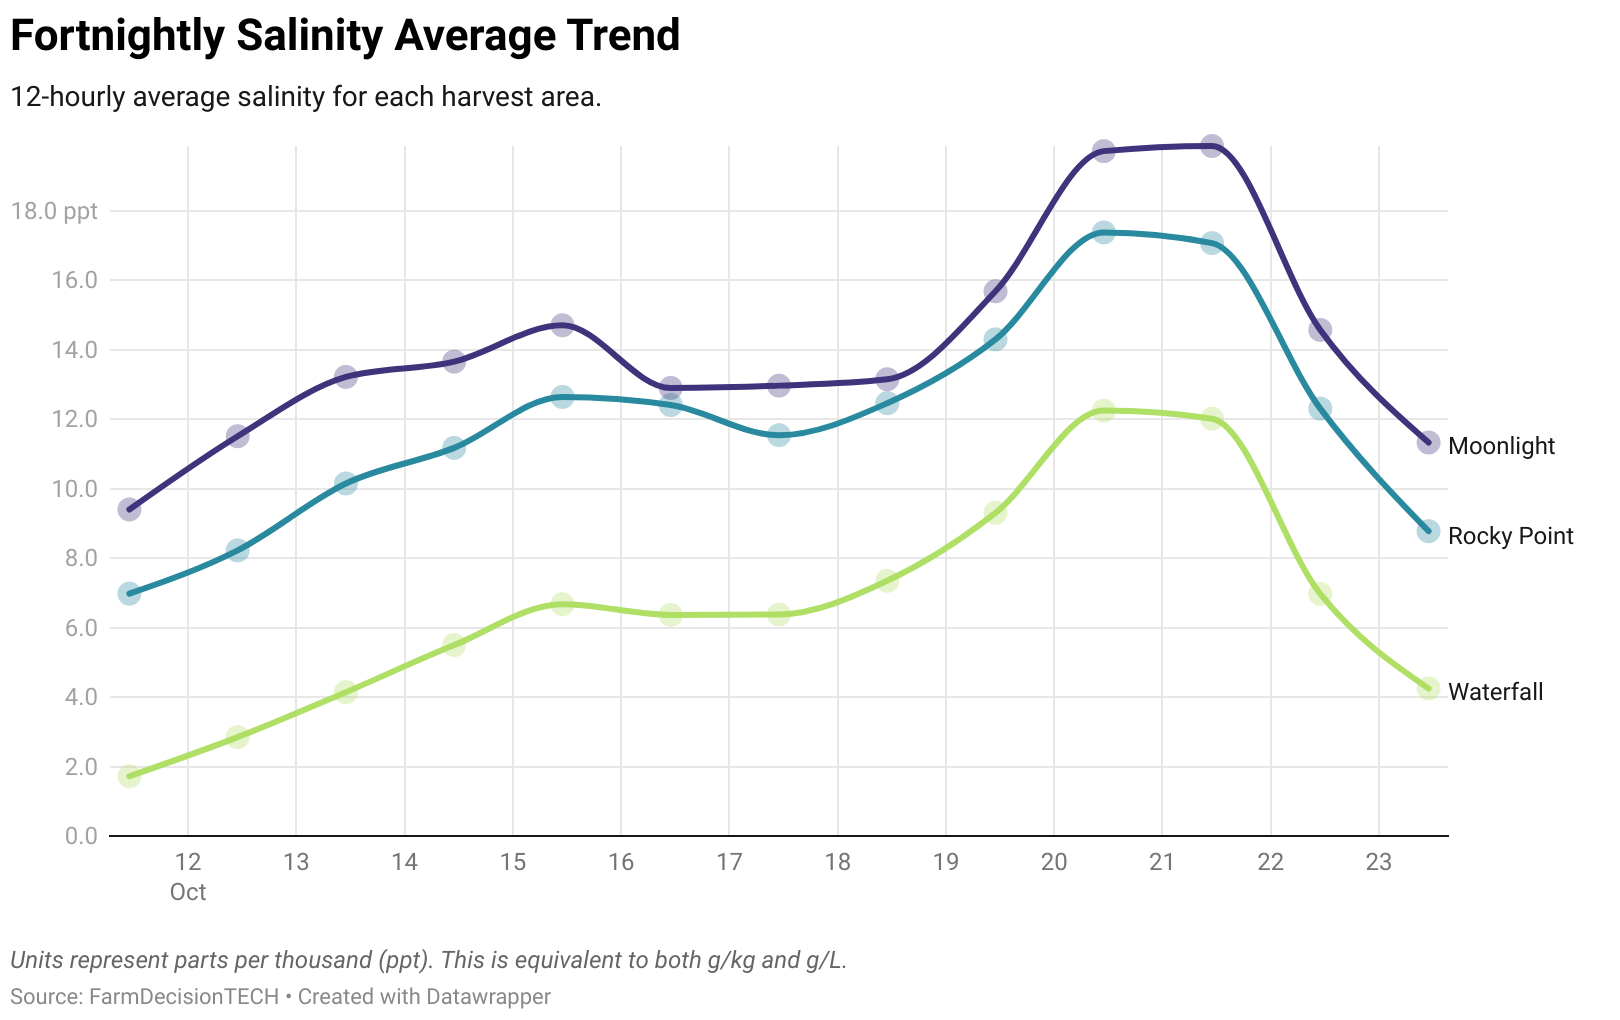 Fortnightly Salinity Average Trend
12-hourly average salinity for each harvest area.
18.0 ppt
16.0
14.0
12.0
10.0
8.0
6.0
4.0
2.0
0.0
Moonlight
Rocky Point
Waterfall
12 13 14 15 16 17 18 19 20 21 22 23
Oct
Units represent parts per thousand (ppt). This is equivalent to both g/kg and g/L.
Source: FarmDecisionTECH • Created with Datawrapper